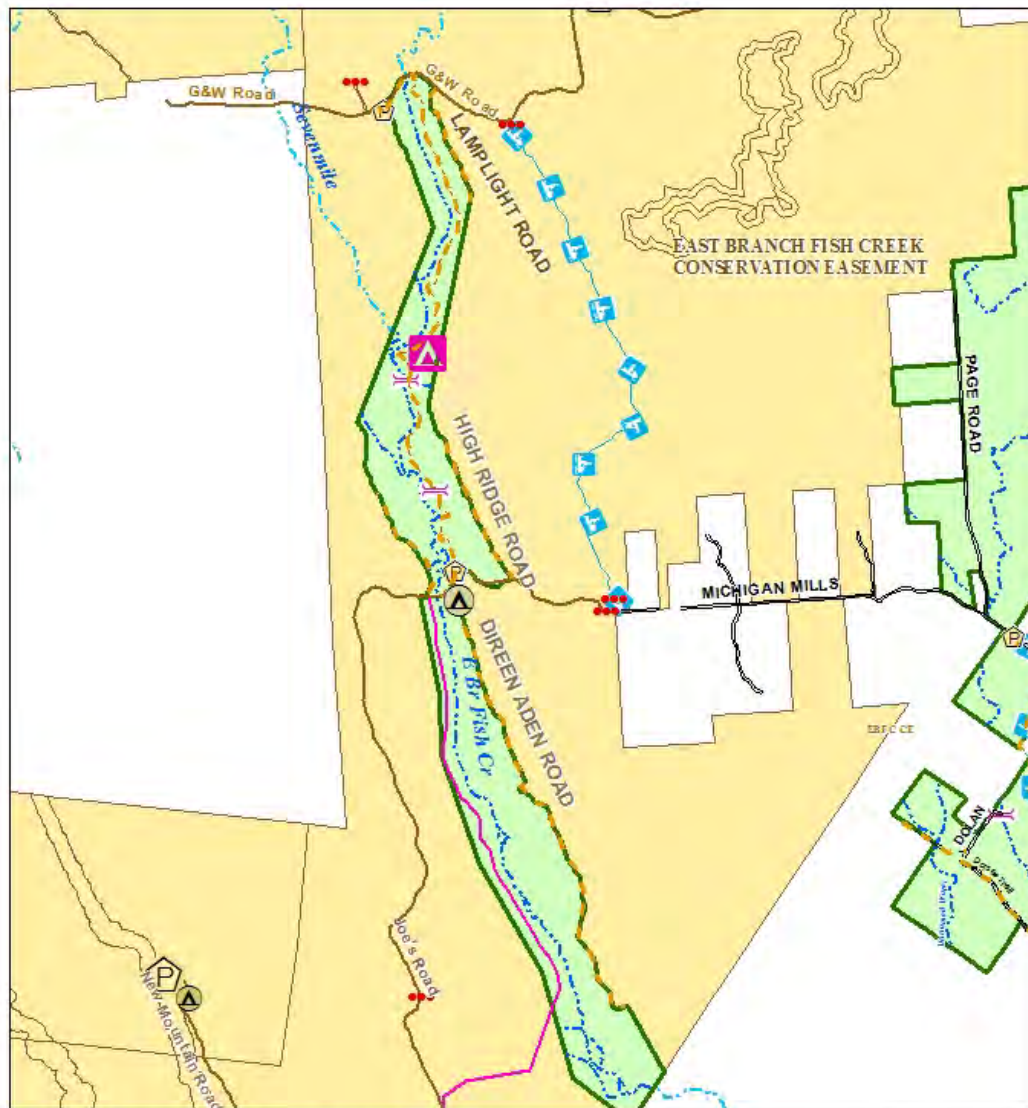 G&W Road
G&W Road
Sevenmile
LAMPLIGHT ROAD
EAST BRANCH FISH CREEK
CONSERVATION EASEMENT
PAGE ROAD
HIGH RIDGE ROAD
MICHIGAN MILLS
DIREEN ADEN ROAD
E Br Fish Cr
EBFC CE
DOLAN
Joe's Road
New Mountain Road
P
P
P
P